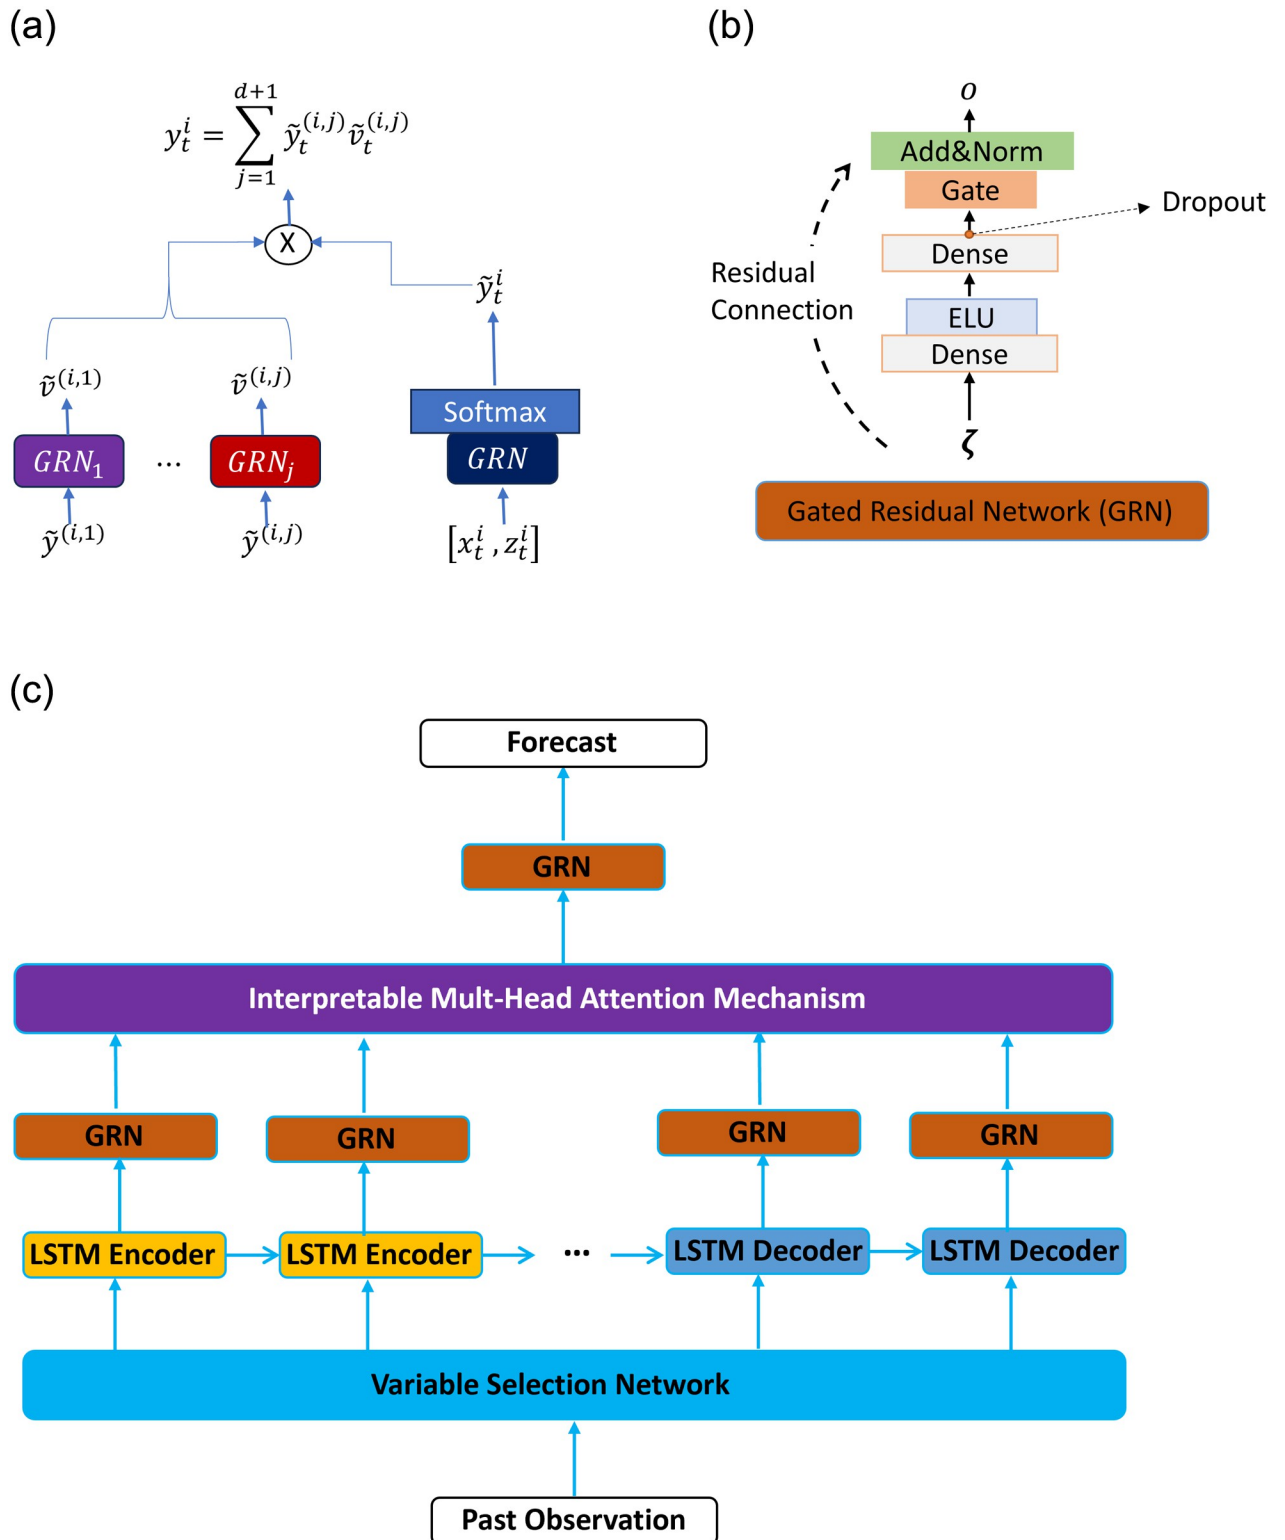 (a)
y_t^i = \sum_{j=1}^{d+1} ỹ_t^{(i,j)} ṽ_t^{(i,j)}
X
ỹ_t^i
ṽ^{(i,1)} ṽ^{(i,j)}
Softmax
GRN_1 ... GRN_j GRN
ỹ^{(i,1)} ỹ^{(i,j)} [x_t^i , z_t^i]
(b)
o
Add&Norm
Gate
Dropout
Dense
Residual
Connection
ELU
Dense
ζ
Gated Residual Network (GRN)
(c)
Forecast
GRN
Interpretable Mult-Head Attention Mechanism
GRN GRN GRN GRN
LSTM Encoder LSTM Encoder ... LSTM Decoder LSTM Decoder
Variable Selection Network
Past Observation